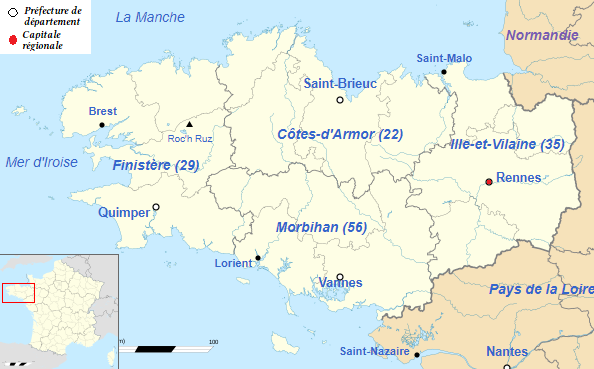 Préfecture de
département
Capitale
régionale
La Manche
Normandie
Saint-Malo
Saint-Brieuc
Brest
Roc'h Ruz
Côtes-d'Armor (22)
Ille-et-Vilaine (35)
Mer d'Iroise
Finistère (29)
Rennes
Quimper
Morbihan (56)
Lorient
Vannes
Pays de la Loire
100
Saint-Nazaire
Nantes